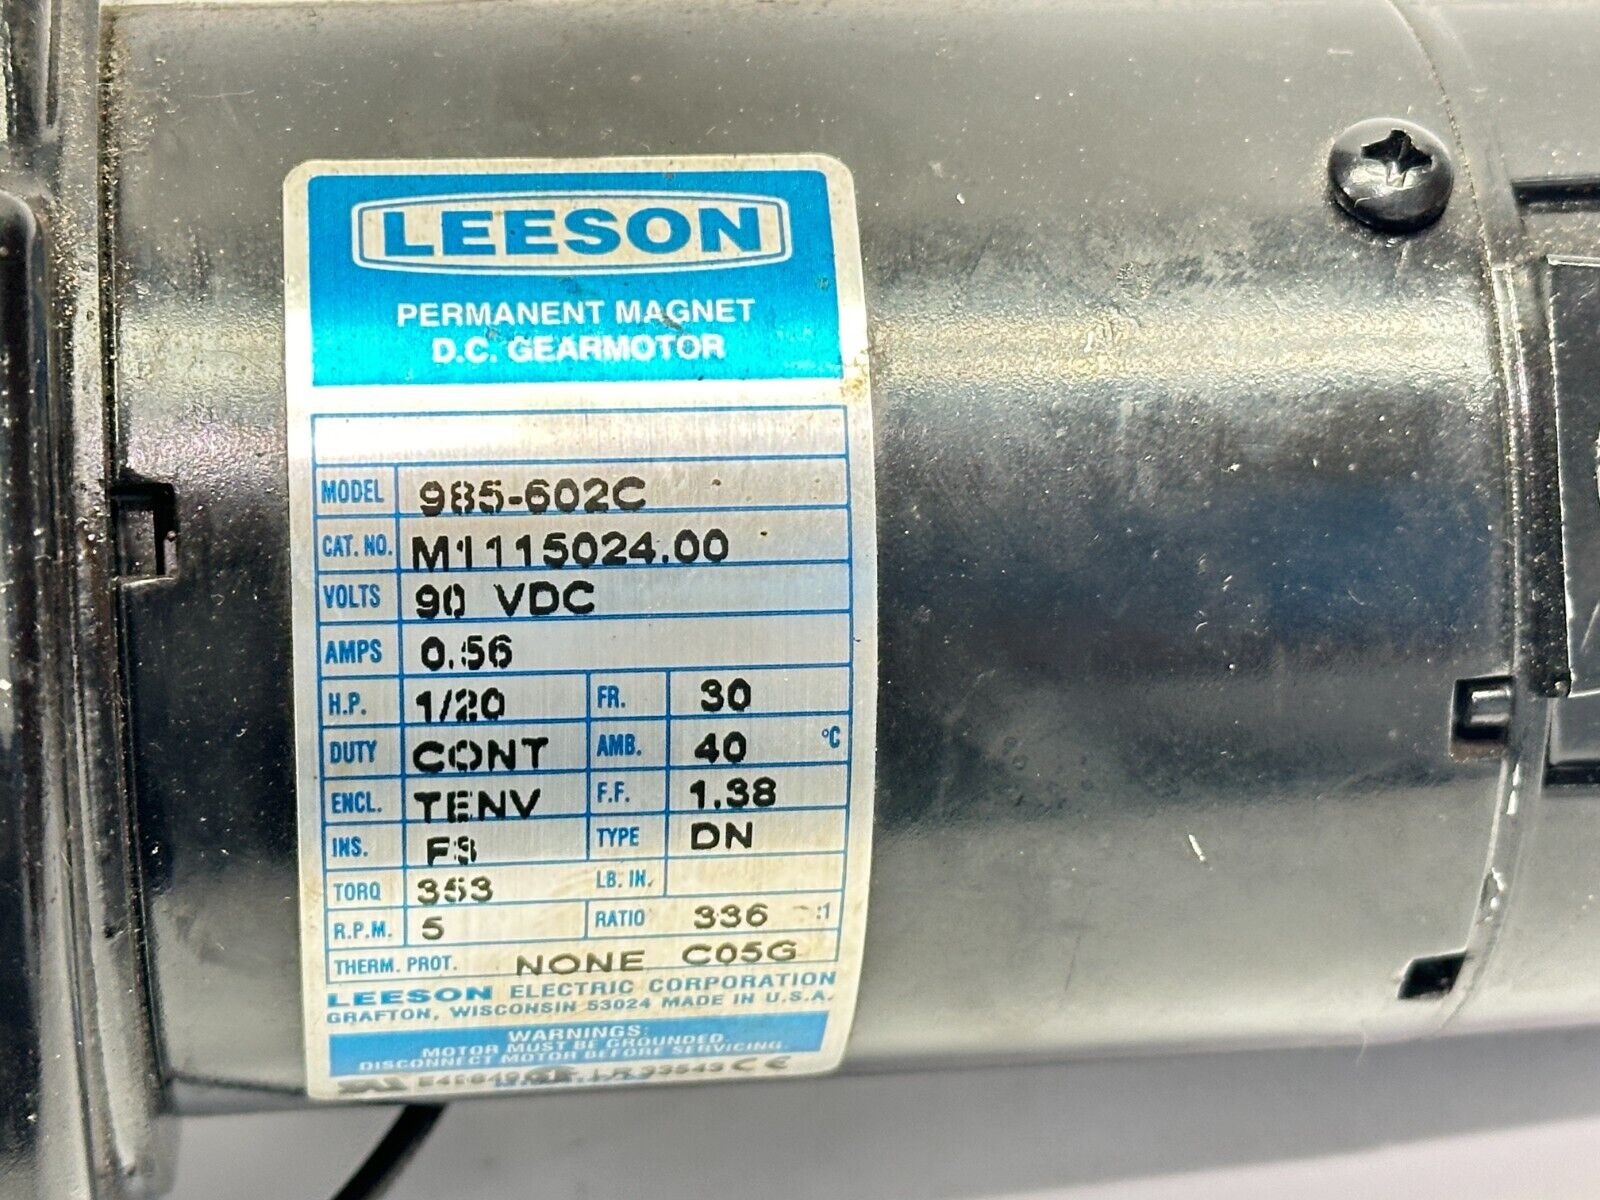 LEESON
PERMANENT MAGNET
D.C. GEARMOTOR
MODEL 985-602C
CAT. NO. M1115024.00
VOLTS 90 VDC
AMPS 0.56
H.P. 1/20 FR. 30
DUTY CONT AMB. 40 °C
ENCL. TENV F.F. 1.38
INS. TYPE DN
TORQ 353 LB. IN.
R.P.M. 5 RATIO 336 :1
THERM. PROT. NONE C05G
LEESON ELECTRIC CORPORATION
GRAFTON, WISCONSIN 53024 MADE IN U.S.A.
WARNINGS:
MOTOR MUST BE GROUNDED.
DISCONNECT MOTOR BEFORE SERVICING.
CE